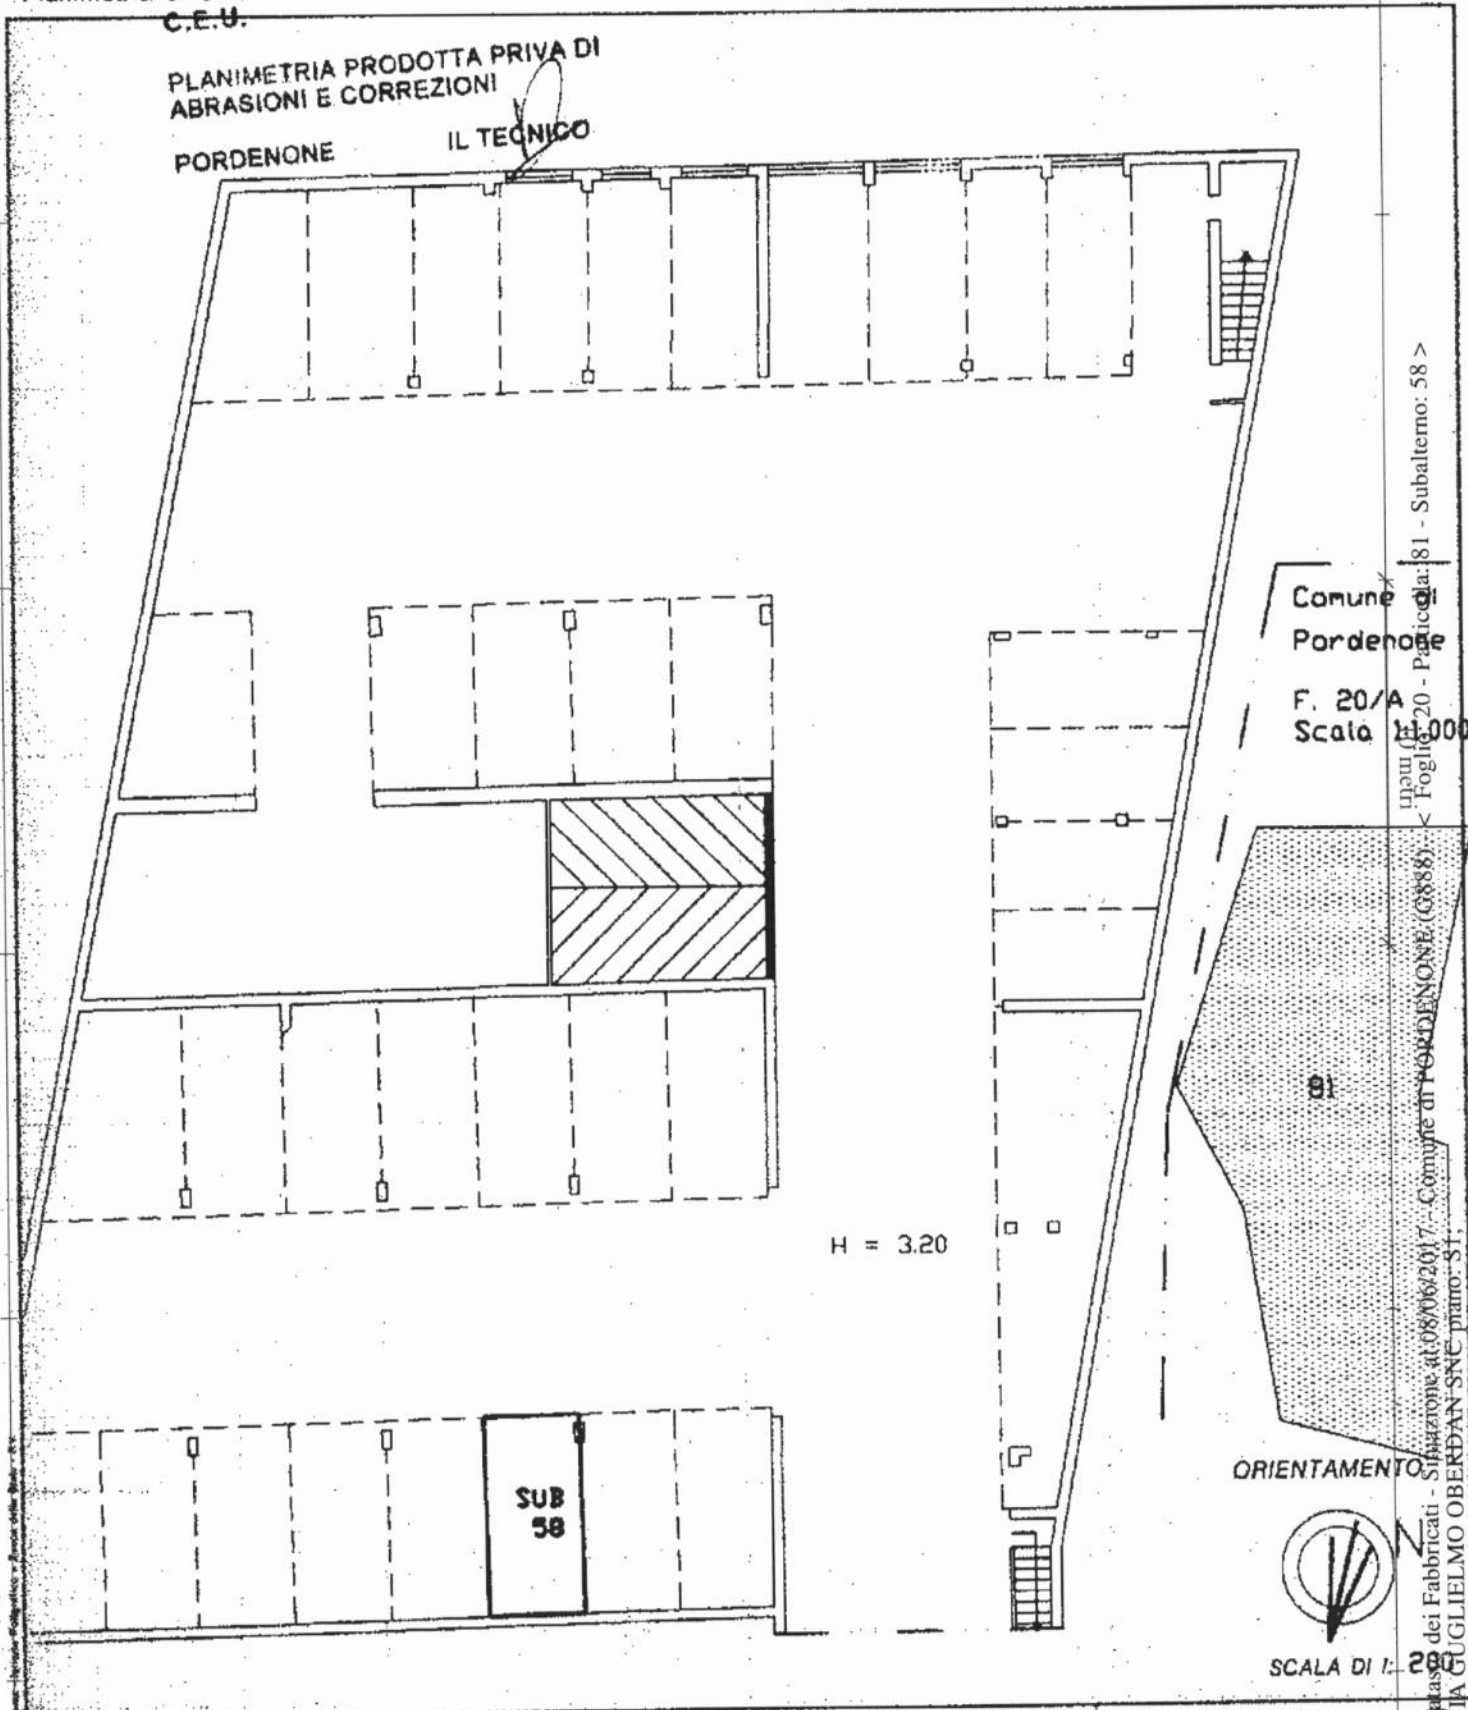 C.E.U.
PLANIMETRIA PRODOTTA PRIVA DI
ABRASIONI E CORREZIONI
PORDENONE
IL TECNICO
Comune di
Pordenone
F. 20/A
Scala 1:1.000
81
H = 3.20
SUB
58
ORIENTAMENTO
N
SCALA DI 1: 200
10 metri
dei Fabbricati - Situazione al 08/06/2017 - Comune di PORDENONE (G888) - < Foglio: 20 - Particella: 81 - Subalterno: 58 >
GUGLIELMO OBERDAN SNC piano: S1;